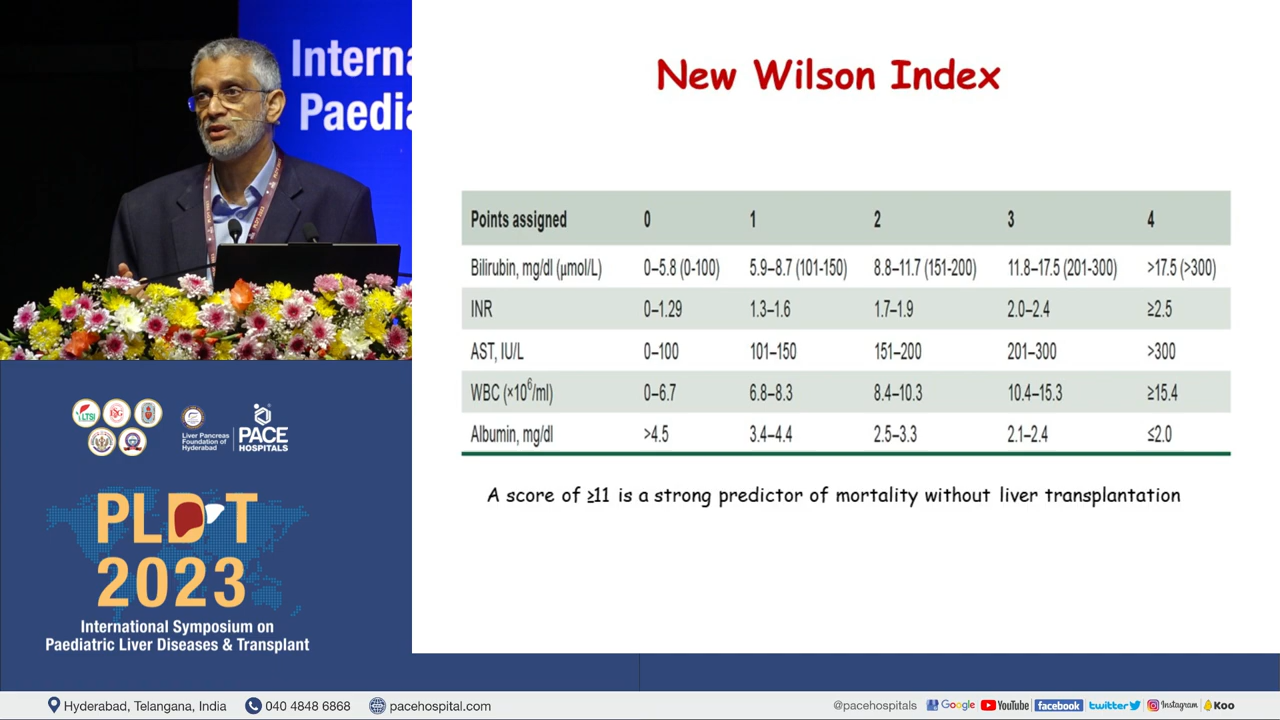 Interna
Paedia
New Wilson Index
Points assigned 0 1 2 3 4
Bilirubin, mg/dl (μmol/L) 0–5.8 (0-100) 5.9–8.7 (101-150) 8.8–11.7 (151-200) 11.8–17.5 (201-300) >17.5 (>300)
INR 0–1.29 1.3–1.6 1.7–1.9 2.0–2.4 ≥2.5
AST, IU/L 0–100 101–150 151–200 201–300 >300
WBC (×10⁶/ml) 0–6.7 6.8–8.3 8.4–10.3 10.4–15.3 ≥15.4
Albumin, mg/dl >4.5 3.4–4.4 2.5–3.3 2.1–2.4 ≤2.0
A score of ≥11 is a strong predictor of mortality without liver transplantation
LTSI
Liver Pancreas
Foundation of
Hyderabad
PACE
HOSPITALS
PLDT
2023
International Symposium on
Paediatric Liver Diseases & Transplant
Hyderabad, Telangana, India 040 4848 6868 pacehospital.com @pacehospitals Google YouTube facebook twitter Instagram Koo